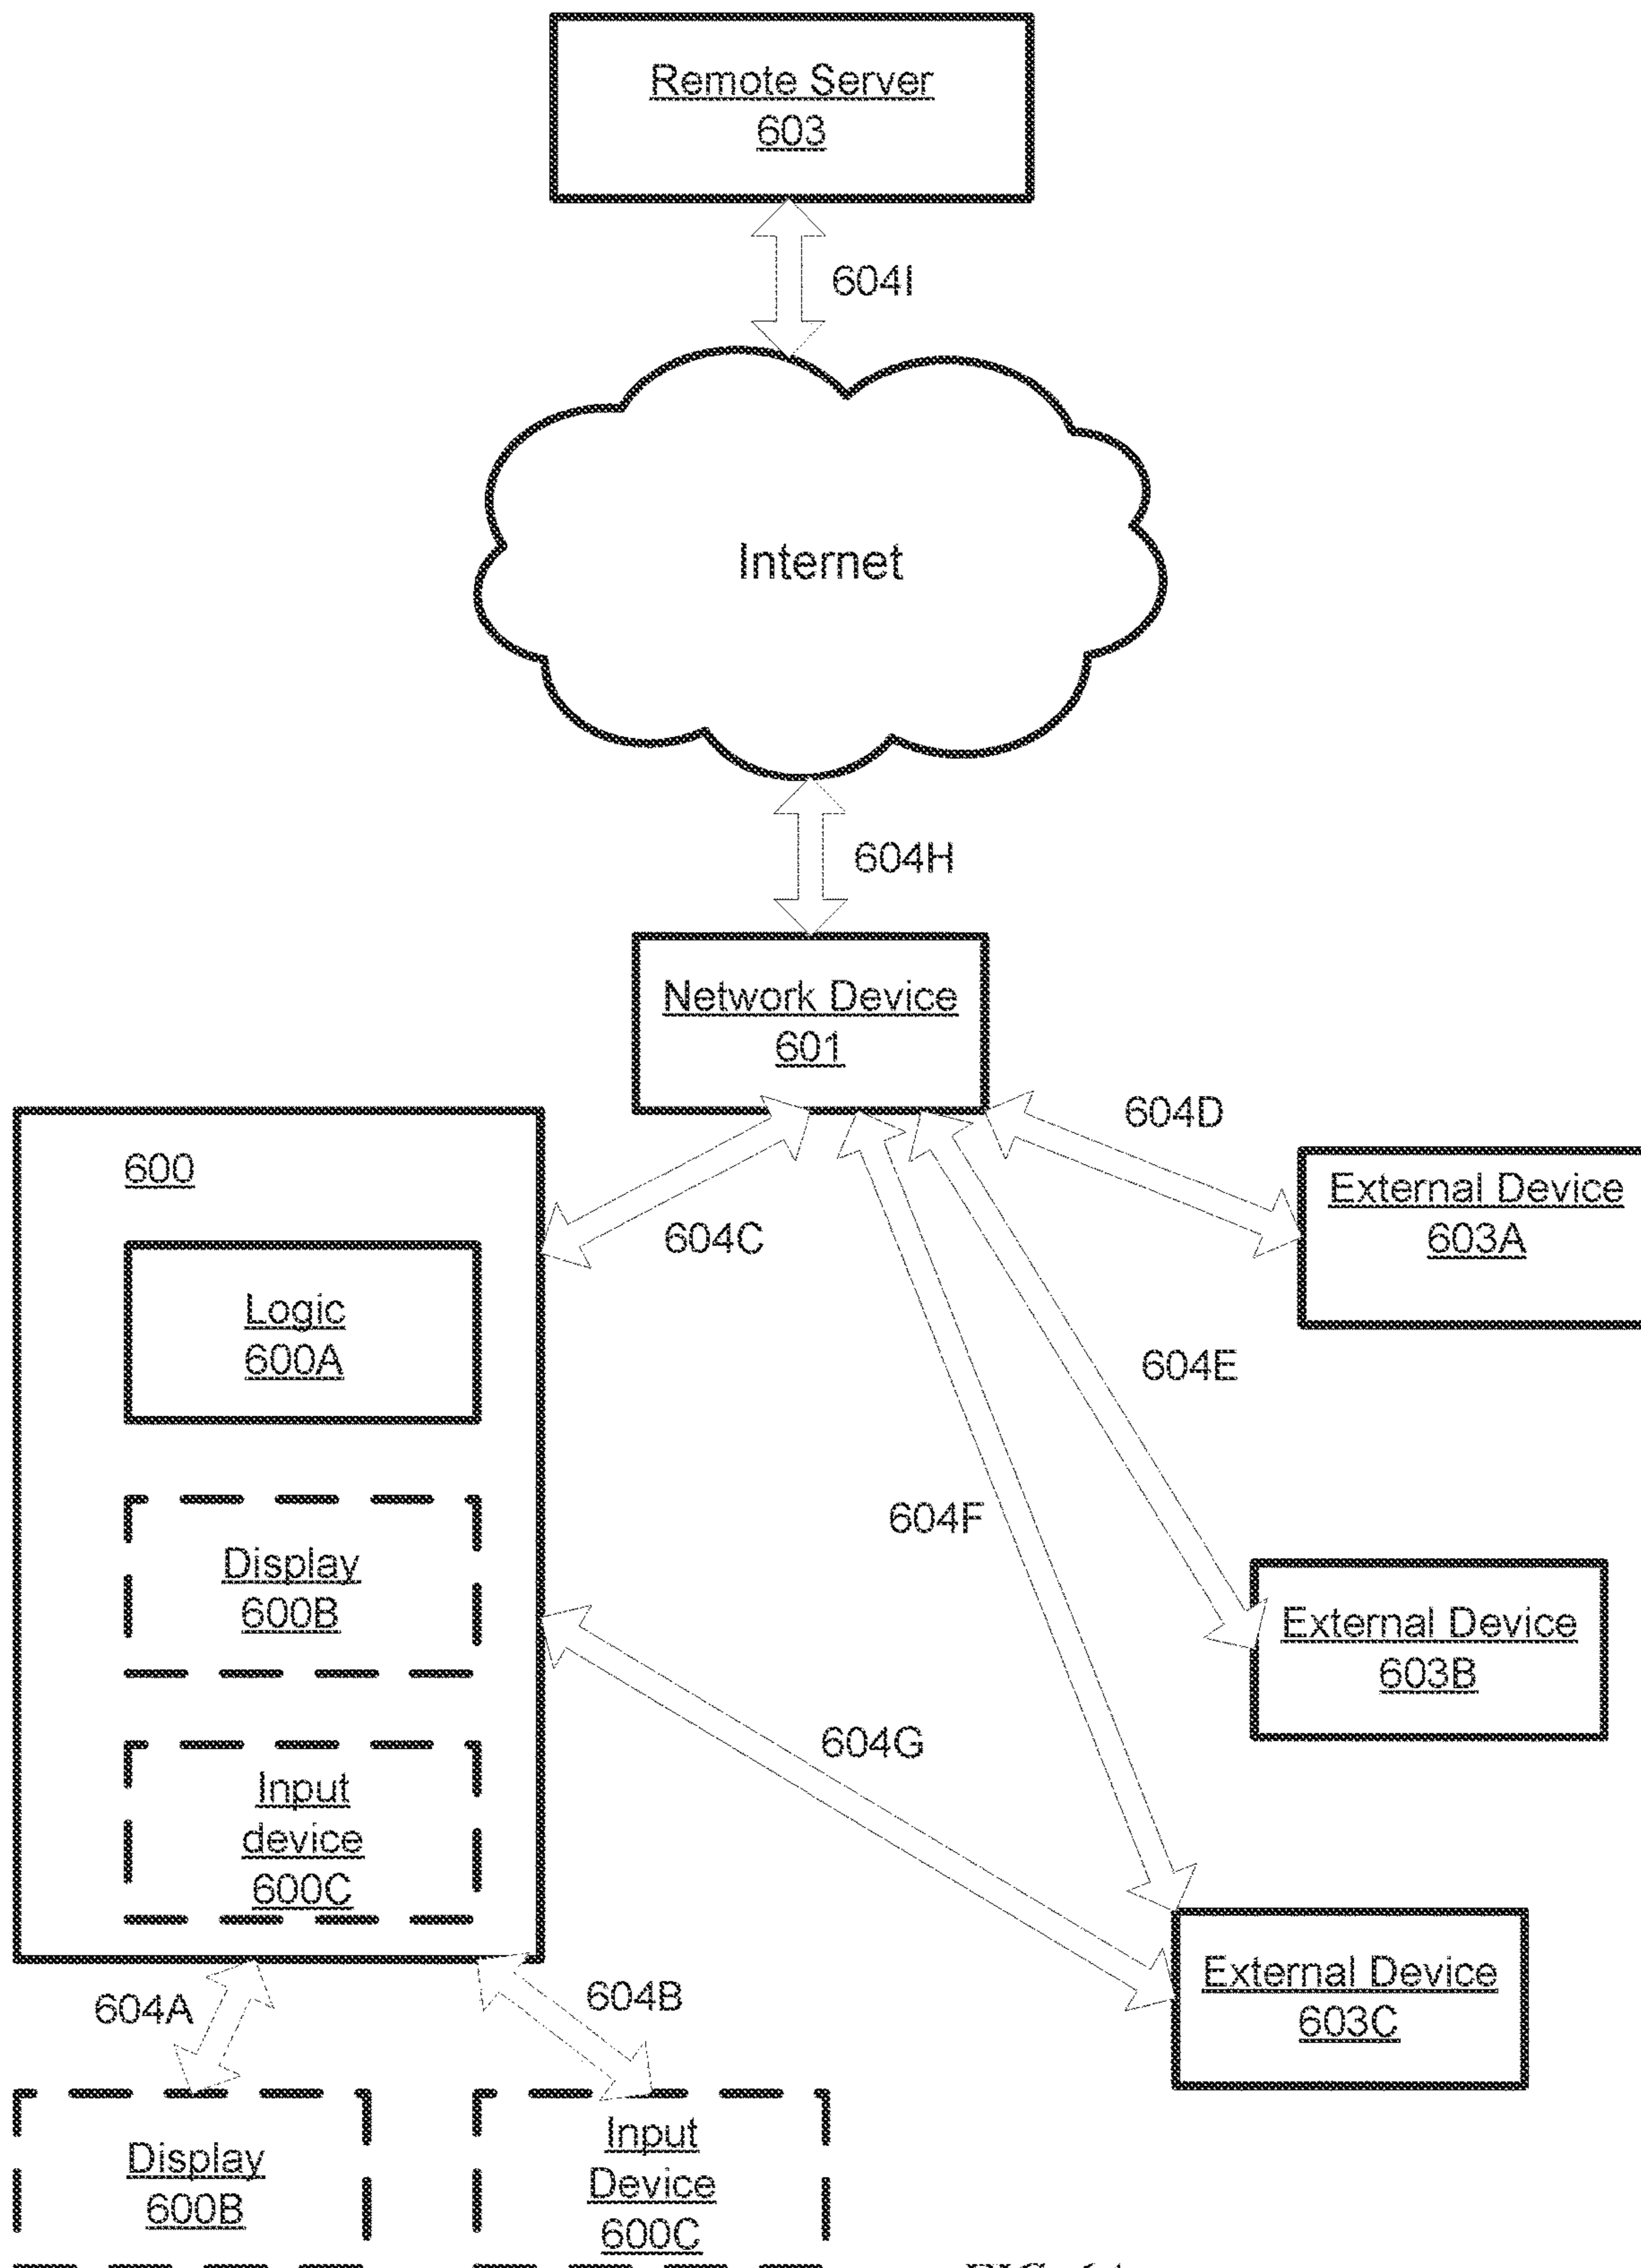 Remote Server
603
604I
Internet
604H
Network Device
601
604D
600
External Device
603A
604C
Logic
600A
604E
604F
Display
600B
External Device
603B
604G
Input
device
600C
External Device
603C
604A
604B
Display
600B
Input
Device
600C